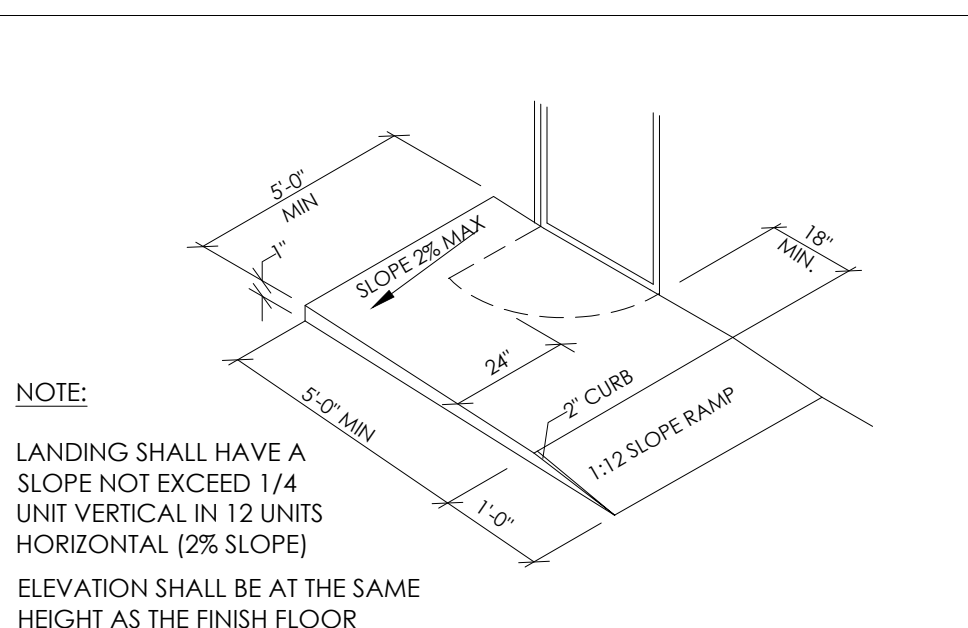 5'-0"
MIN
1"
SLOPE 2% MAX
18"
MIN.
24"
2" CURB
1:12 SLOPE RAMP
5'-0" MIN
1'-0"
NOTE:
LANDING SHALL HAVE A
SLOPE NOT EXCEED 1/4
UNIT VERTICAL IN 12 UNITS
HORIZONTAL (2% SLOPE)
ELEVATION SHALL BE AT THE SAME
HEIGHT AS THE FINISH FLOOR